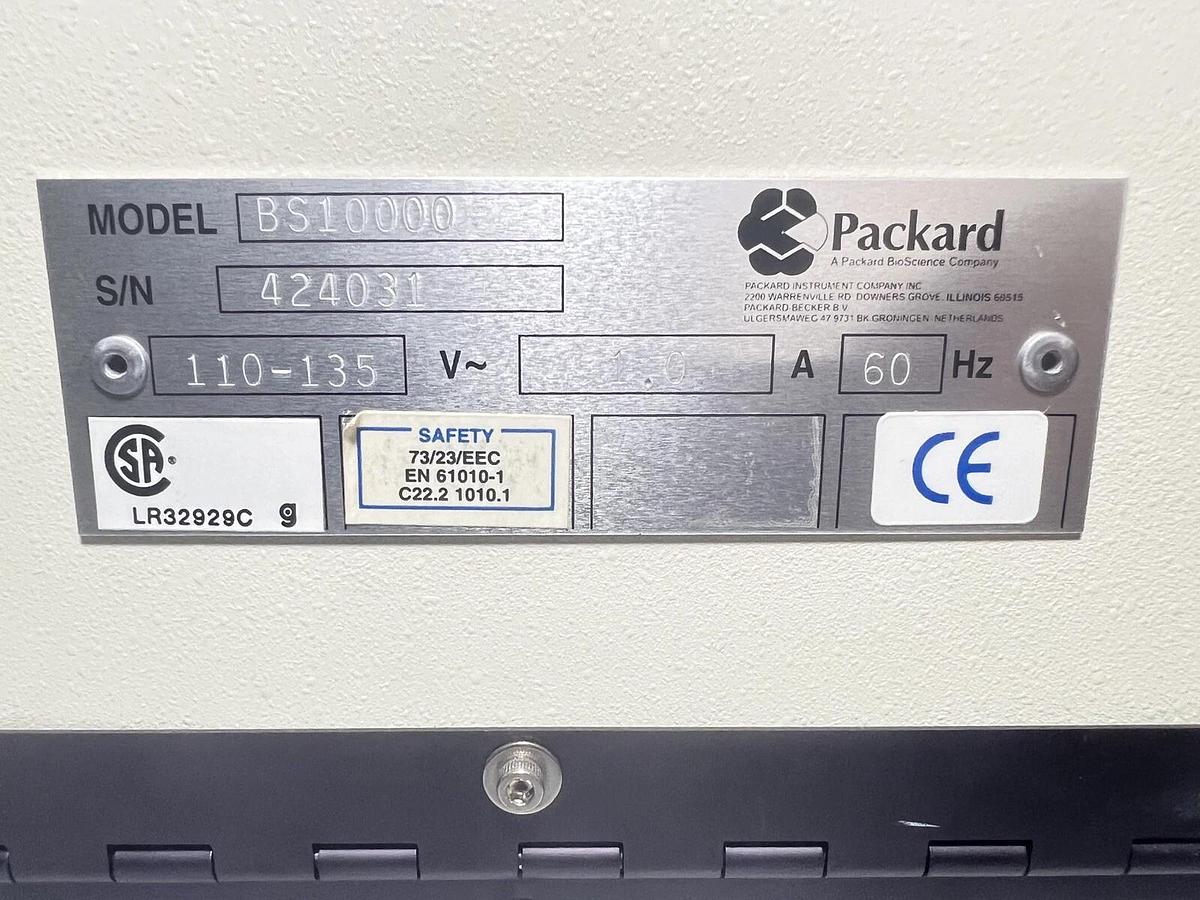 MODEL BS10000
S/N 424031
Packard
A Packard BioScience Company
PACKARD INSTRUMENT COMPANY INC
2200 WARRENVILLE RD DOWNERS GROVE, ILLINOIS 60515
PACKARD-BECKER B V
ULGERSMAWEG 47 9731 BK GRONINGEN NETHERLANDS
110-135 V~ 1.0 A 60 Hz
CSA
LR32929C g
SAFETY
73/23/EEC
EN 61010-1
C22.2 1010.1
CE